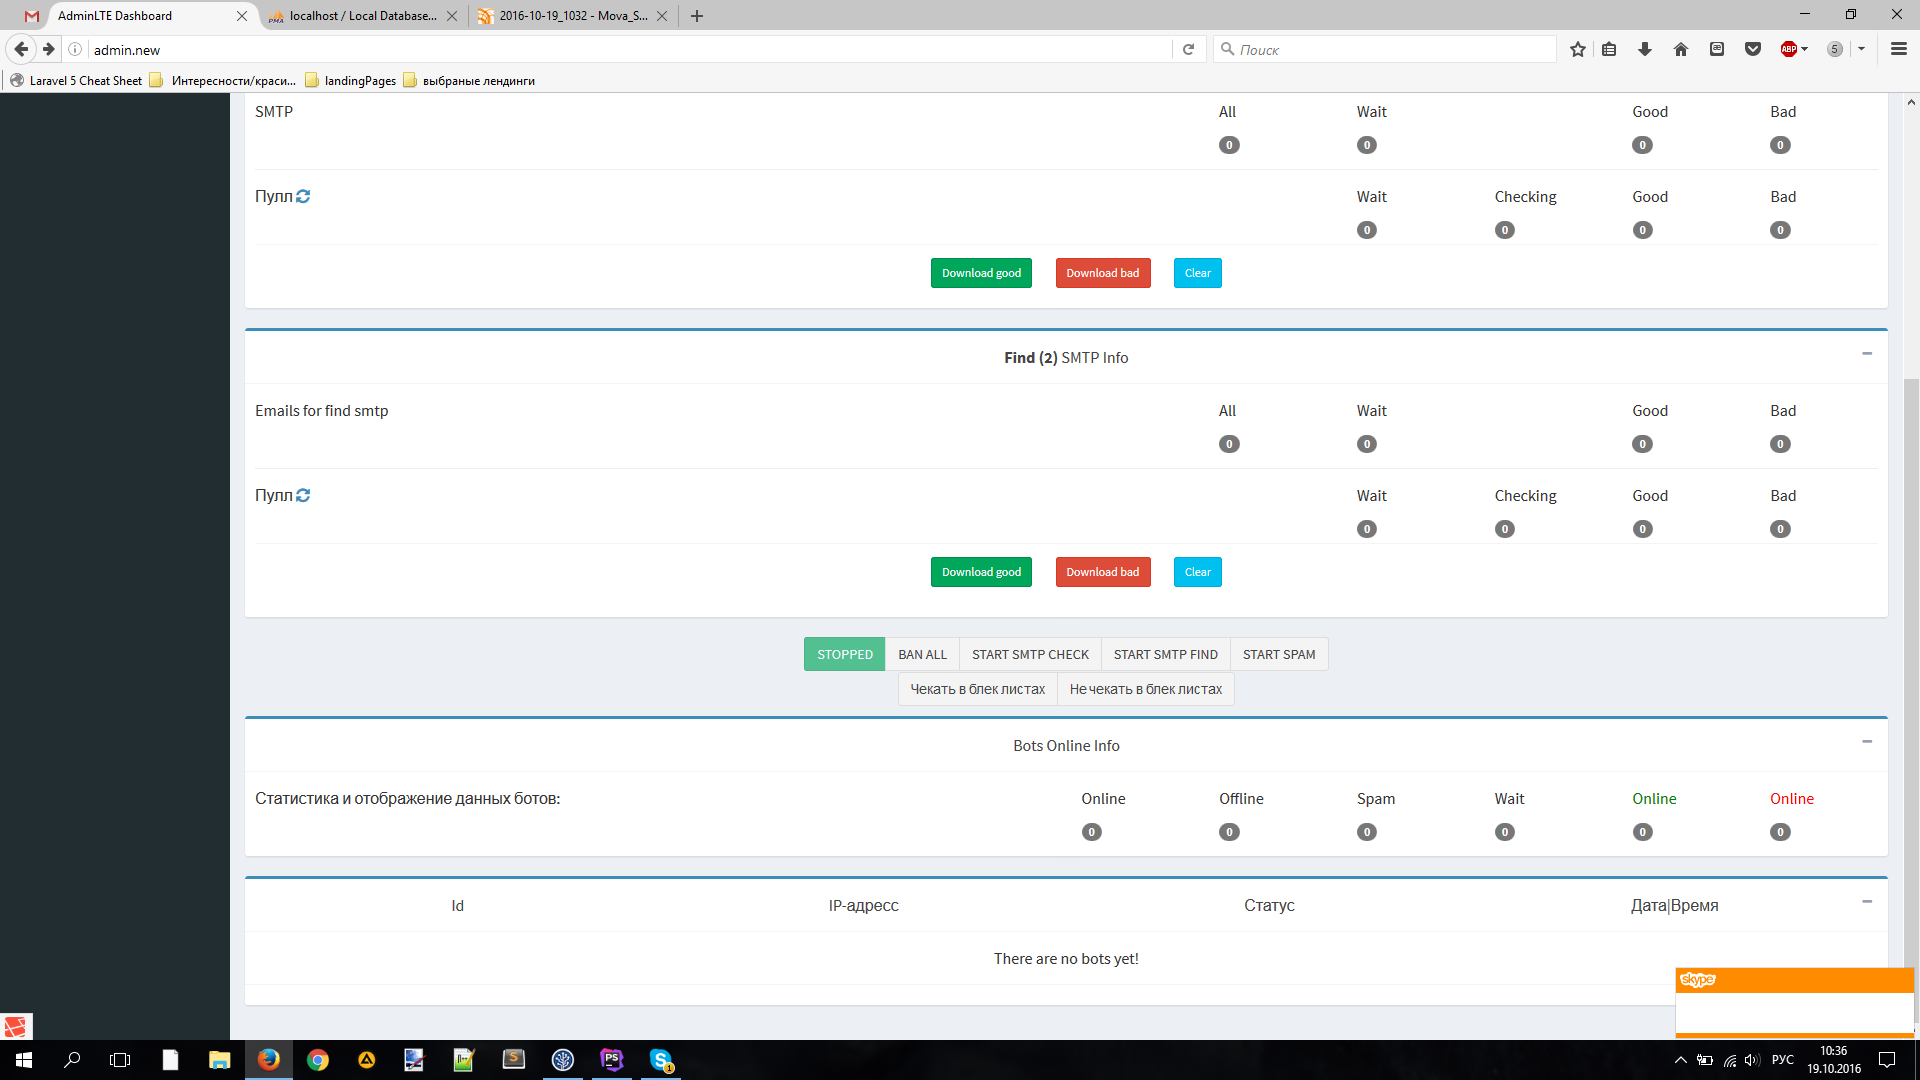 AdminLTE Dashboard
localhost / Local Database...
2016-10-19_1032 - Mova_S...
admin.new
Поиск
ABP
5
Laravel 5 Cheat Sheet
Интересности/краси...
landingPages
выбраные лендинги
SMTP All Wait Good Bad
0 0 0 0
Пулл Wait Checking Good Bad
0 0 0 0
Download good Download bad Clear
Find (2) SMTP Info
Emails for find smtp All Wait Good Bad
0 0 0 0
Пулл Wait Checking Good Bad
0 0 0 0
Download good Download bad Clear
STOPPED BAN ALL START SMTP CHECK START SMTP FIND START SPAM
Чекать в блек листах Не чекать в блек листах
Bots Online Info
Статистика и отображение данных ботов: Online Offline Spam Wait Online Online
0 0 0 0 0 0
Id IP-адресс Статус Дата|Время
There are no bots yet!
skype
РУС
10:36
19.10.2016